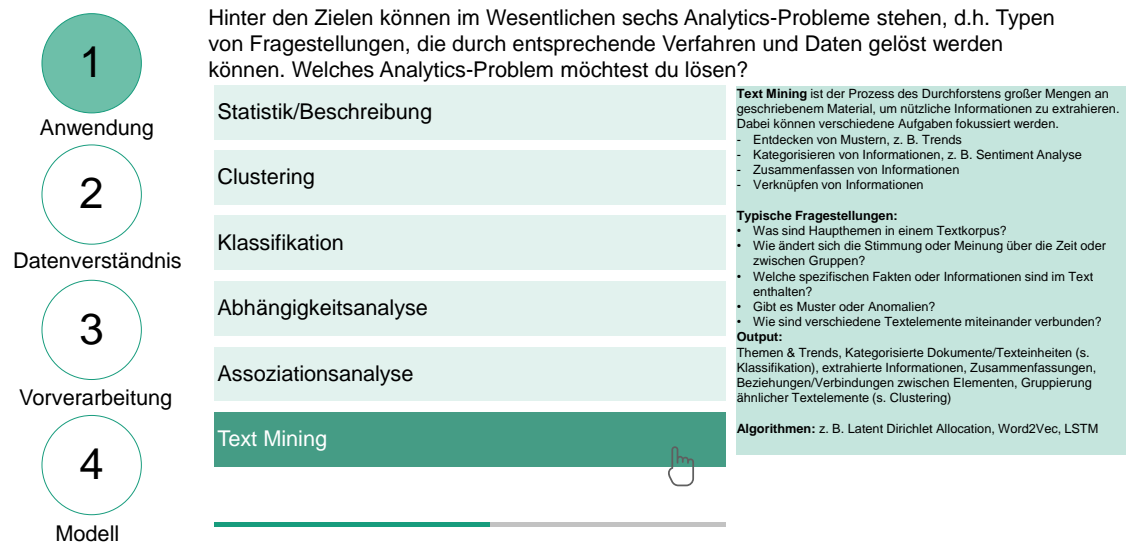 Hinter den Zielen können im Wesentlichen sechs Analytics-Probleme stehen, d.h. Typen
von Fragestellungen, die durch entsprechende Verfahren und Daten gelöst werden
können. Welches Analytics-Problem möchtest du lösen?
1
Anwendung
2
Datenverständnis
3
Vorverarbeitung
4
Modell
Statistik/Beschreibung
Clustering
Klassifikation
Abhängigkeitsanalyse
Assoziationsanalyse
Text Mining
Text Mining ist der Prozess des Durchforstens großer Mengen an
geschriebenem Material, um nützliche Informationen zu extrahieren.
Dabei können verschiedene Aufgaben fokussiert werden.
- Entdecken von Mustern, z. B. Trends
- Kategorisieren von Informationen, z. B. Sentiment Analyse
- Zusammenfassen von Informationen
- Verknüpfen von Informationen
Typische Fragestellungen:
• Was sind Hauptthemen in einem Textkorpus?
• Wie ändert sich die Stimmung oder Meinung über die Zeit oder
zwischen Gruppen?
• Welche spezifischen Fakten oder Informationen sind im Text
enthalten?
• Gibt es Muster oder Anomalien?
• Wie sind verschiedene Textelemente miteinander verbunden?
Output:
Themen & Trends, Kategorisierte Dokumente/Texteinheiten (s.
Klassifikation), extrahierte Informationen, Zusammenfassungen,
Beziehungen/Verbindungen zwischen Elementen, Gruppierung
ähnlicher Textelemente (s. Clustering)
Algorithmen: z. B. Latent Dirichlet Allocation, Word2Vec, LSTM